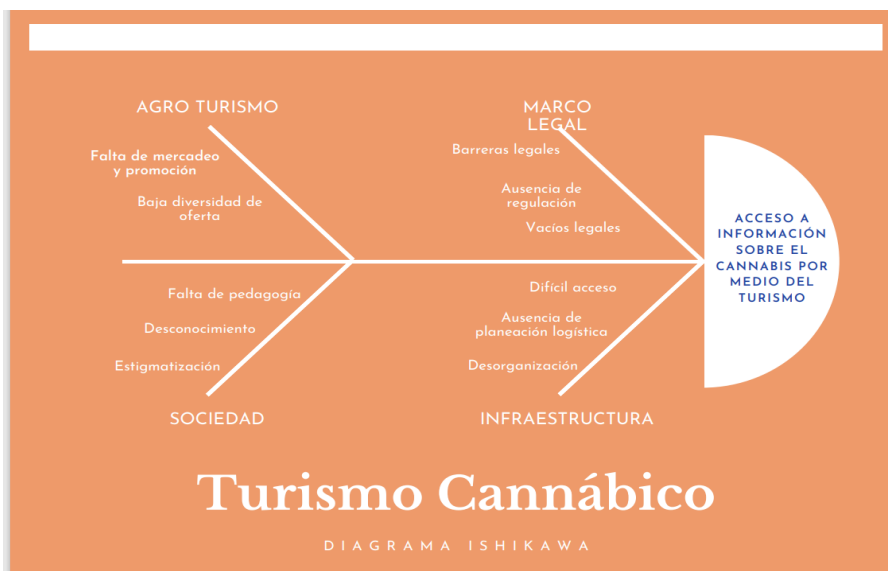 AGRO TURISMO
Falta de mercadeo
y promoción
Baja diversidad de
oferta
MARCO
LEGAL
Barreras legales
Ausencia de
regulación
Vacíos legales
ACCESO A
INFORMACIÓN
SOBRE EL
CANNABIS POR
MEDIO DEL
TURISMO
Falta de pedagogía
Desconocimiento
Estigmatización
SOCIEDAD
Difícil acceso
Ausencia de
planeación logística
Desorganización
INFRAESTRUCTURA
Turismo Cannábico
DIAGRAMA ISHIKAWA